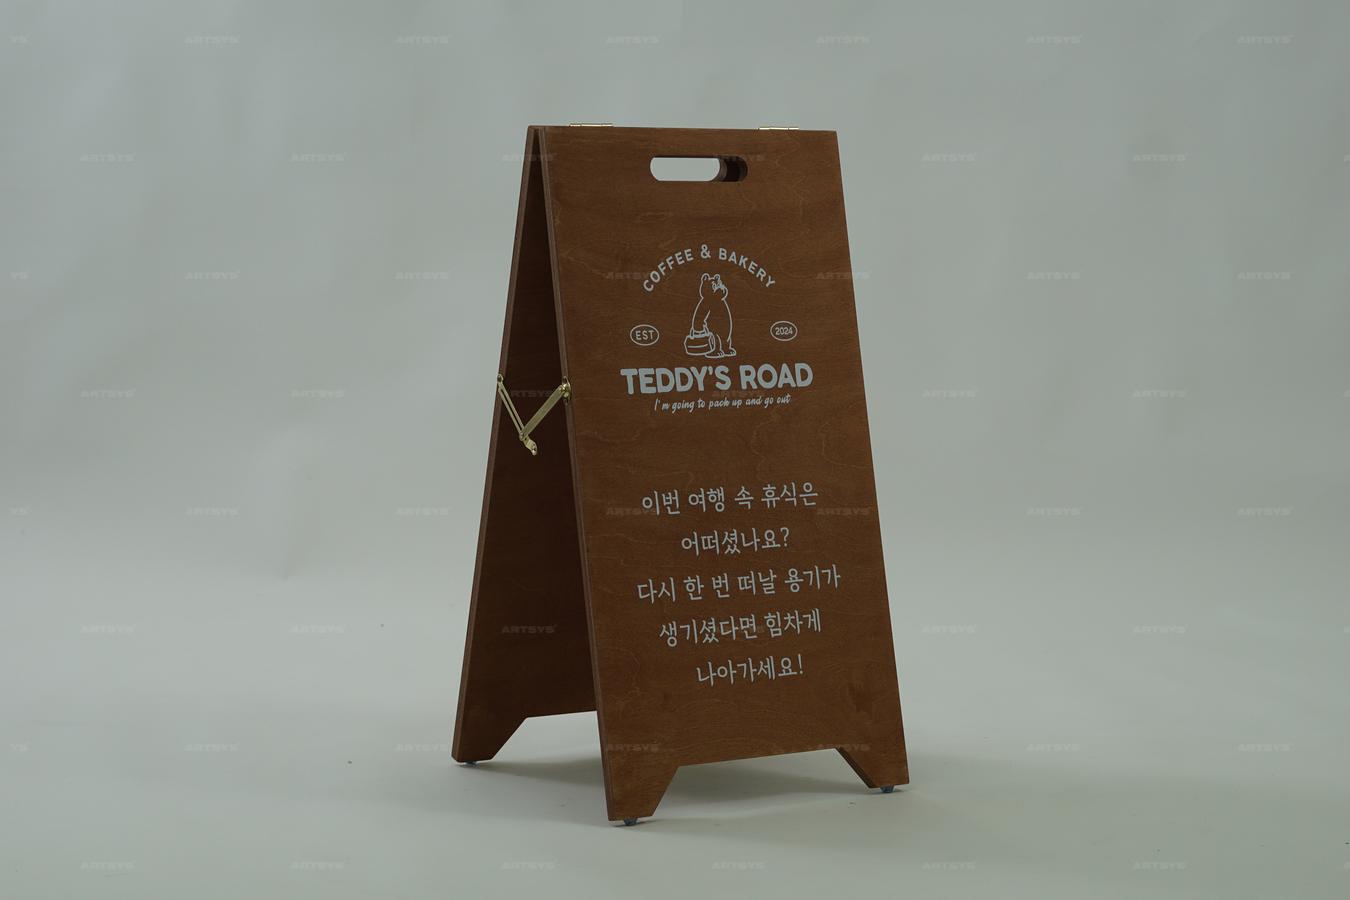 COFFEE & BAKERY
EST
2024
TEDDY'S ROAD
I'm going to pack up and go out
이번 여행 속 휴식은
어떠셨나요?
다시 한 번 떠날 용기가
생기셨다면 힘차게
나아가세요!
ARTSYS